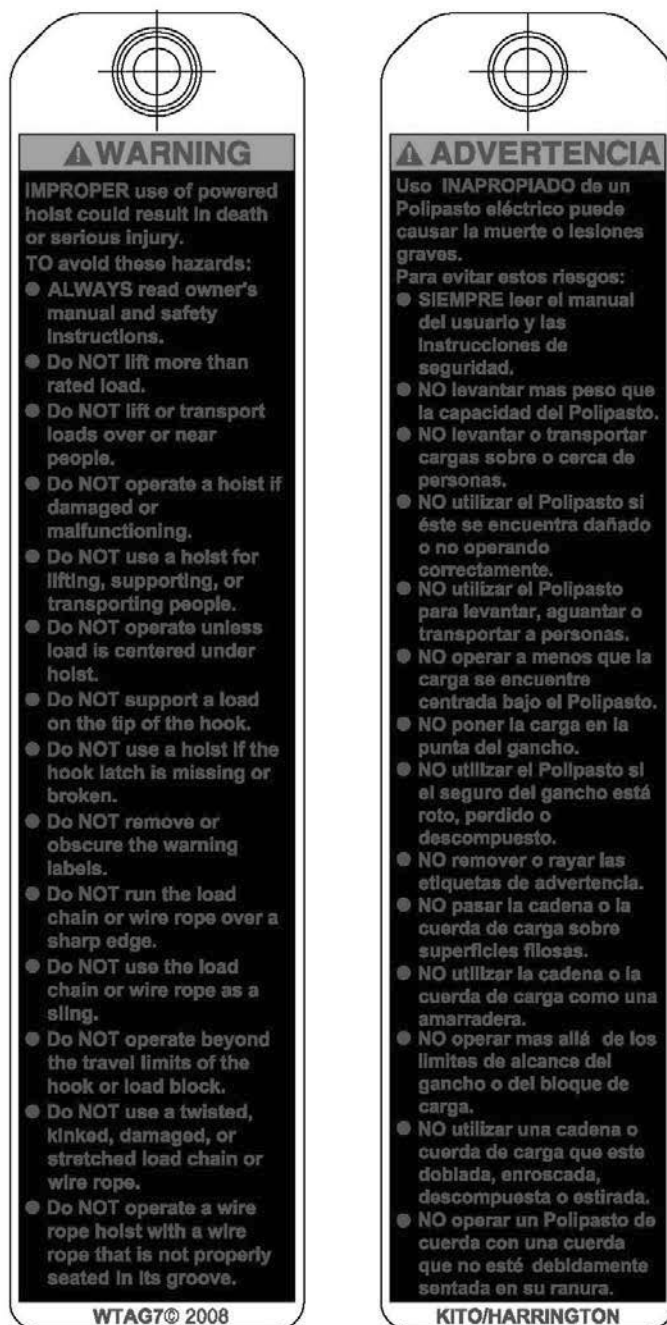 WARNING
IMPROPER use of powered
hoist could result in death
or serious injury.
TO avoid these hazards:
● ALWAYS read owner's
manual and safety
instructions.
● Do NOT lift more than
rated load.
● Do NOT lift or transport
loads over or near
people.
● Do NOT operate a hoist if
damaged or
malfunctioning.
● Do NOT use a hoist for
lifting, supporting, or
transporting people.
● Do NOT operate unless
load is centered under
hoist.
● Do NOT support a load
on the tip of the hook.
● Do NOT use a hoist if the
hook latch is missing or
broken.
● Do NOT remove or
obscure the warning
labels.
● Do NOT run the load
chain or wire rope over a
sharp edge.
● Do NOT use the load
chain or wire rope as a
sling.
● Do NOT operate beyond
the travel limits of the
hook or load block.
● Do NOT use a twisted,
kinked, damaged, or
stretched load chain or
wire rope.
● Do NOT operate a wire
rope hoist with a wire
rope that is not properly
seated in its groove.
WTAG7© 2008
ADVERTENCIA
Uso INAPROPIADO de un
Polipasto eléctrico puede
causar la muerte o lesiones
graves.
Para evitar estos riesgos:
● SIEMPRE leer el manual
del usuario y las
instrucciones de
seguridad.
● NO levantar mas peso que
la capacidad del Polipasto.
● NO levantar o transportar
cargas sobre o cerca de
personas.
● NO utilizar el Polipasto si
éste se encuentra dañado
o no operando
correctamente.
● NO utilizar el Polipasto
para levantar, aguantar o
transportar a personas.
● NO operar a menos que la
carga se encuentre
centrada bajo el Polipasto.
● NO poner la carga en la
punta del gancho.
● NO utilizar el Polipasto si
el seguro del gancho está
roto, perdido o
descompuesto.
● NO remover o rayar las
etiquetas de advertencia.
● NO pasar la cadena o la
cuerda de carga sobre
superficies filosas.
● NO utilizar la cadena o la
cuerda de carga como una
amarradera.
● NO operar mas allá de los
limites de alcance del
gancho o del bloque de
carga.
● NO utilizar una cadena o
cuerda de carga que este
doblada, enroscada,
descompuesta o estirada.
● NO operar un Polipasto de
cuerda con una cuerda
que no esté debidamente
sentada en su ranura.
KITO/HARRINGTON